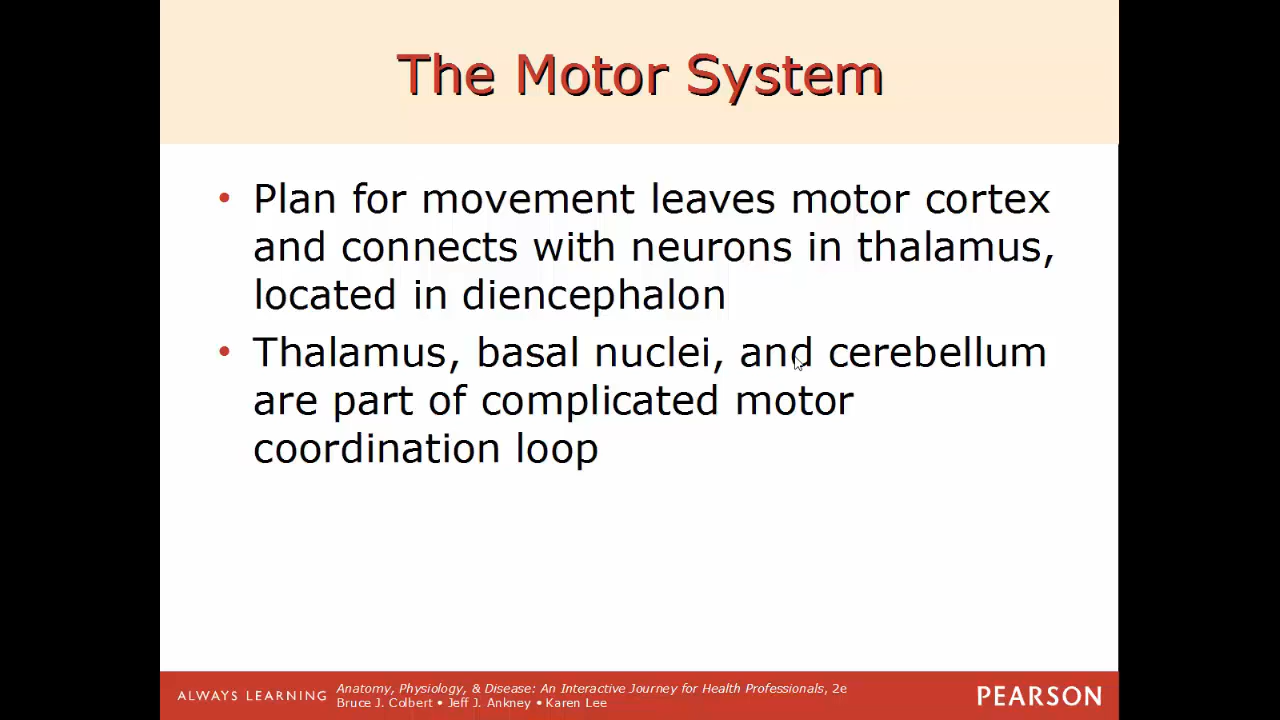 The Motor System
• Plan for movement leaves motor cortex
and connects with neurons in thalamus,
located in diencephalon
• Thalamus, basal nuclei, and cerebellum
are part of complicated motor
coordination loop
ALWAYS LEARNING
Anatomy, Physiology, & Disease: An Interactive Journey for Health Professionals, 2e
Bruce J. Colbert • Jeff J. Ankney • Karen Lee
PEARSON